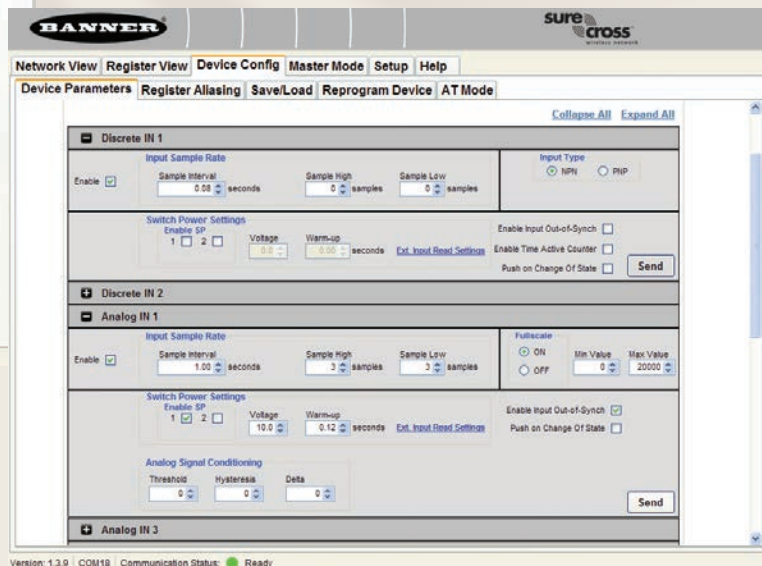 BANNER
sure cross
wireless network
Network View Register View Device Config Master Mode Setup Help
Device Parameters Register Aliasing Save/Load Reprogram Device AT Mode
Collapse All Expand All
Discrete IN 1
Input Sample Rate Input Type
Sample Interval Sample High Sample Low NPN PNP
Enable 0.08 seconds 0 samples 0 samples
Switch Power Settings
Enable SP Enable Input Out-of-Synch
1 2 Voltage Warm-up
0.0 0.00 seconds Ext. Input Read Settings Enable Time Active Counter
Push on Change Of State Send
Discrete IN 2
Analog IN 1
Input Sample Rate Fullscale
Sample Interval Sample High Sample Low ON Min Value Max Value
Enable 1.00 seconds 3 samples 3 samples OFF 0 20000
Switch Power Settings
Enable SP Enable Input Out-of-Synch
1 2 Voltage Warm-up
10.0 0.12 seconds Ext. Input Read Settings Push on Change Of State
Analog Signal Conditioning
Threshold Hysteresis Delta
0 0 0 Send
Analog IN 3
Version: 1.3.9 COM18 Communication Status: Ready